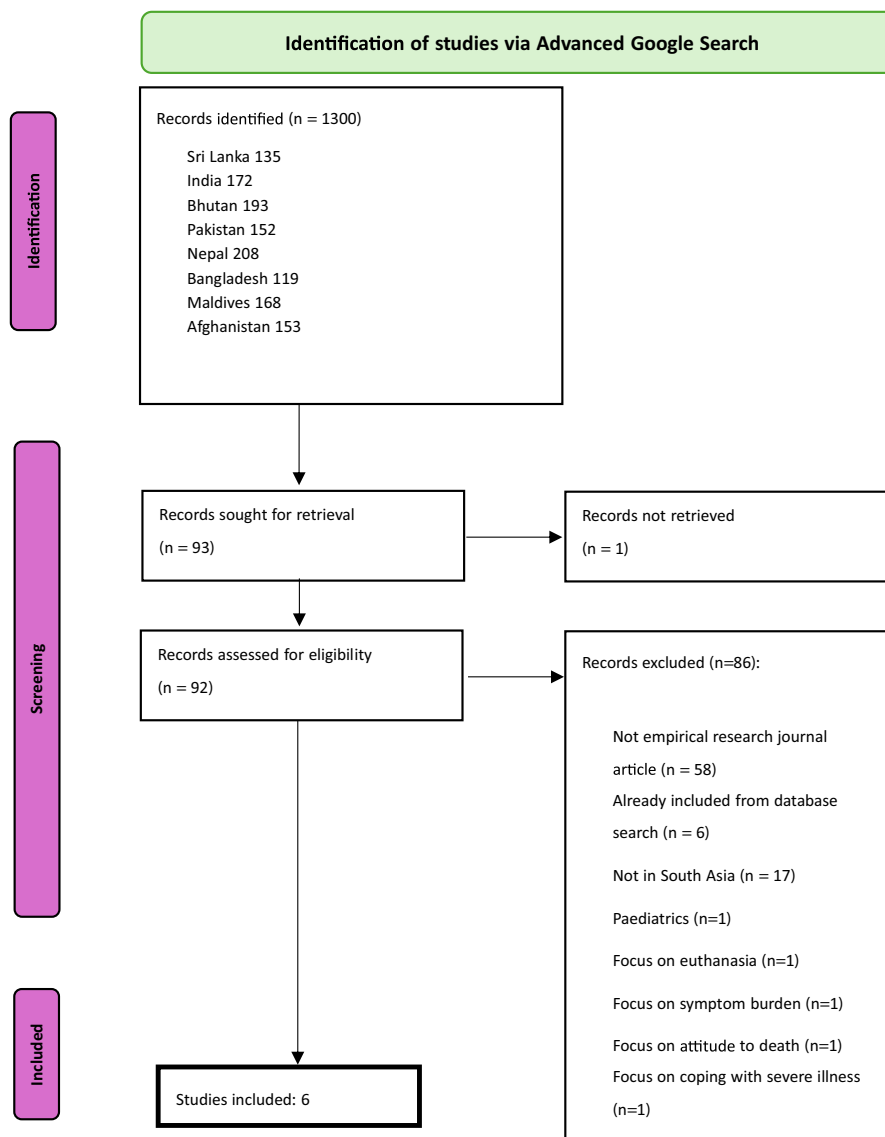 Identification of studies via Advanced Google Search
Identification
Records identified (n = 1300)
Sri Lanka 135
India 172
Bhutan 193
Pakistan 152
Nepal 208
Bangladesh 119
Maldives 168
Afghanistan 153
Screening
Records sought for retrieval
(n = 93)
Records not retrieved
(n = 1)
Records assessed for eligibility
(n = 92)
Records excluded (n=86):
Not empirical research journal
article (n = 58)
Already included from database
search (n = 6)
Not in South Asia (n = 17)
Paediatrics (n=1)
Focus on euthanasia (n=1)
Focus on symptom burden (n=1)
Focus on attitude to death (n=1)
Focus on coping with severe illness
(n=1)
Included
Studies included: 6